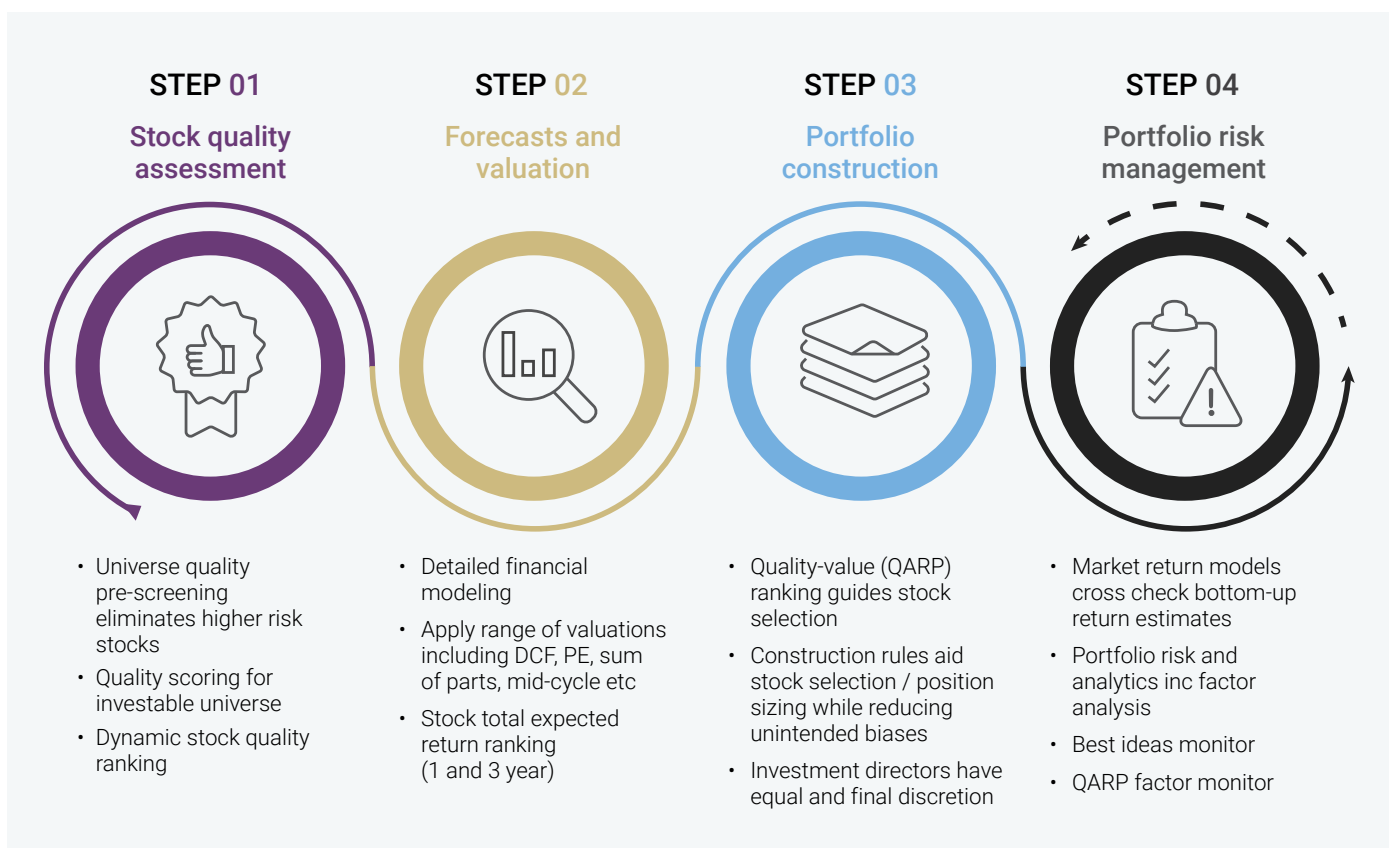 STEP 01
Stock quality
assessment
• Universe quality
pre-screening
eliminates higher risk
stocks
• Quality scoring for
investable universe
• Dynamic stock quality
ranking
STEP 02
Forecasts and
valuation
• Detailed financial
modeling
• Apply range of valuations
including DCF, PE, sum
of parts, mid-cycle etc
• Stock total expected
return ranking
(1 and 3 year)
STEP 03
Portfolio
construction
• Quality-value (QARP)
ranking guides stock
selection
• Construction rules aid
stock selection / position
sizing while reducing
unintended biases
• Investment directors have
equal and final discretion
STEP 04
Portfolio risk
management
• Market return models
cross check bottom-up
return estimates
• Portfolio risk and
analytics inc factor
analysis
• Best ideas monitor
• QARP factor monitor